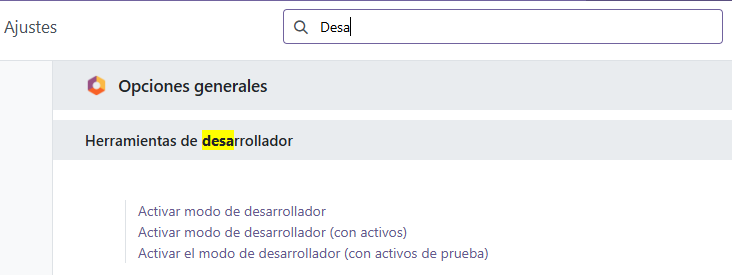 Ajustes
Desa
Opciones generales
Herramientas de desarrollador
Activar modo de desarrollador
Activar modo de desarrollador (con activos)
Activar el modo de desarrollador (con activos de prueba)